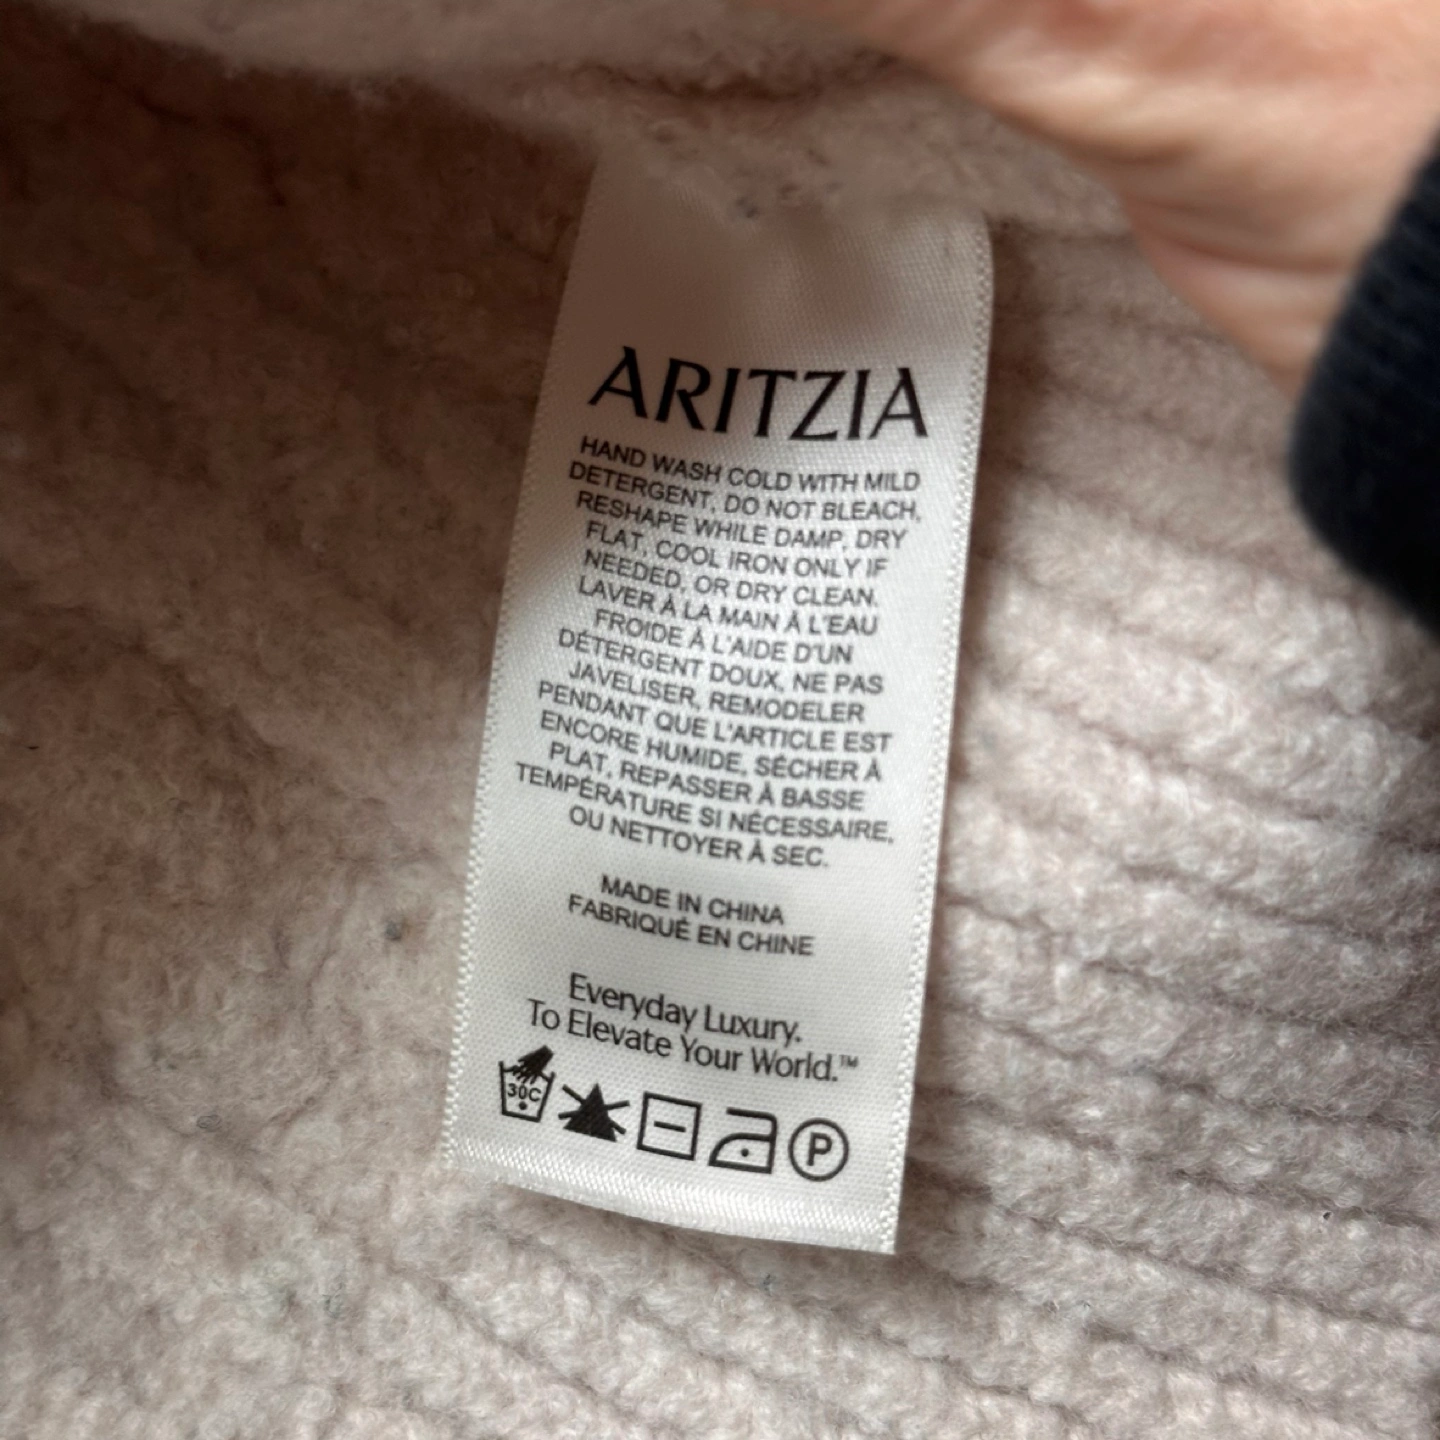 ARITZIA
HAND WASH COLD WITH MILD
DETERGENT, DO NOT BLEACH,
RESHAPE WHILE DAMP, DRY
FLAT, COOL IRON ONLY IF
NEEDED, OR DRY CLEAN.
LAVER À LA MAIN À L'EAU
FROIDE À L'AIDE D'UN
DÉTERGENT DOUX, NE PAS
JAVELISER, REMODELER
PENDANT QUE L'ARTICLE EST
ENCORE HUMIDE, SÉCHER À
PLAT, REPASSER À BASSE
TEMPÉRATURE SI NÉCESSAIRE,
OU NETTOYER À SEC.
MADE IN CHINA
FABRIQUÉ EN CHINE
Everyday Luxury.
To Elevate Your World.™
30C P